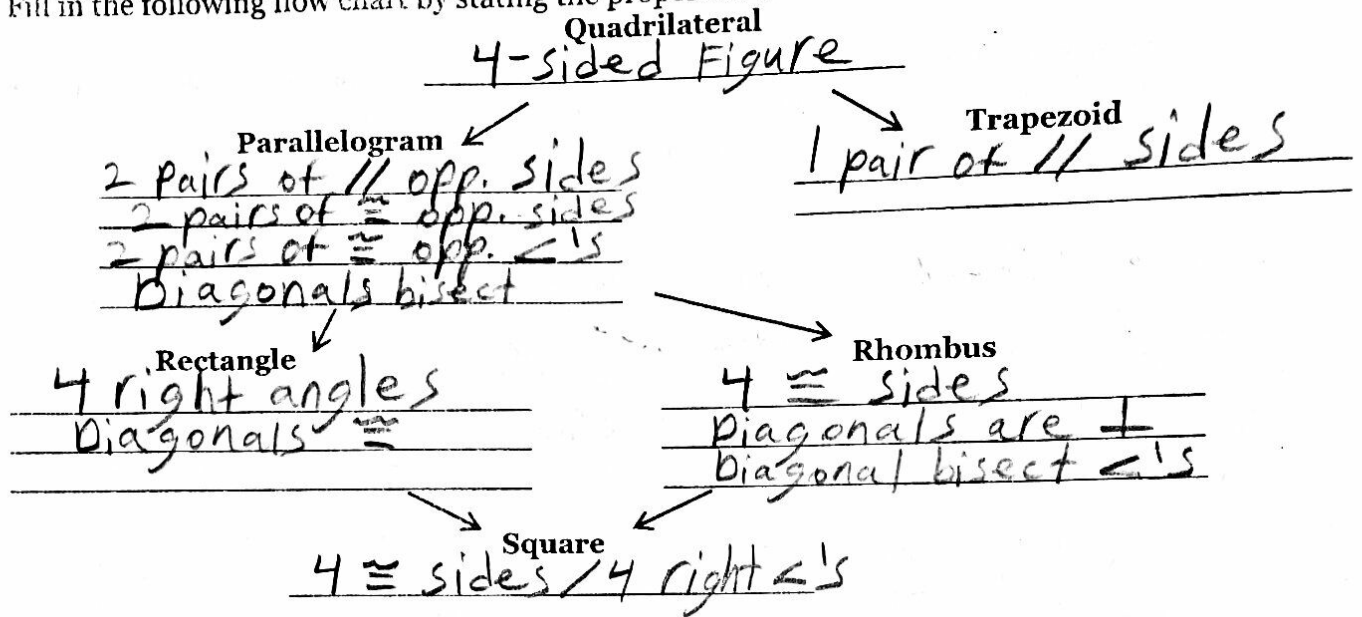 Fill in the following flow chart by stating the prope
Quadrilateral
4-sided Figure
Parallelogram
2 Pairs of // opp. sides
2 pairs of ≅ opp. sides
2 pairs of ≅ opp. <'s
Diagonals bisect
Trapezoid
1 pair of // sides
Rectangle
4 right angles
Diagonals ≅
Rhombus
4 ≅ sides
Diagonals are ⊥
Diagonal bisect <'s
Square
4 ≅ sides/4 right <'s